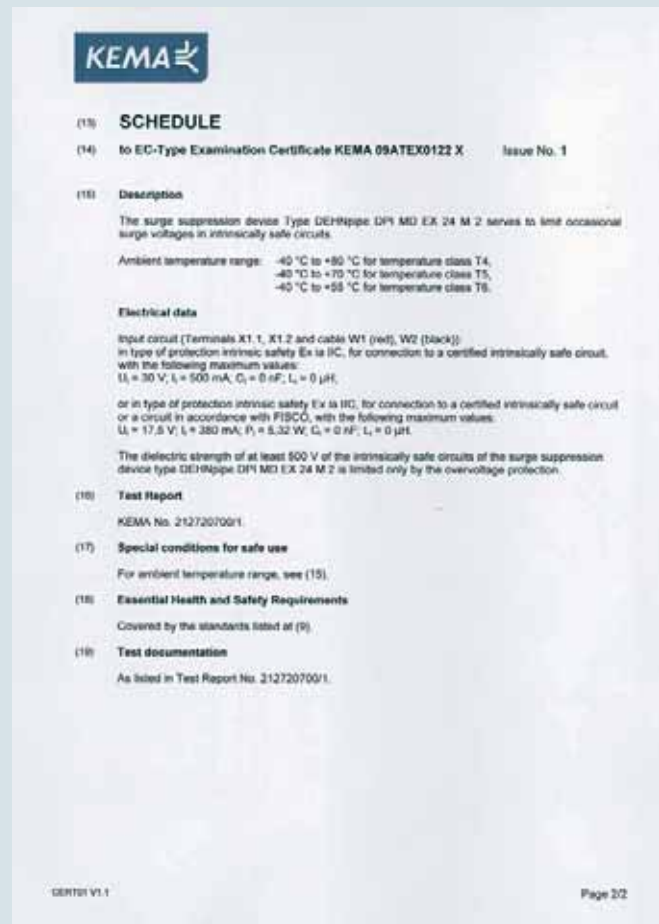 KEMA
(13) SCHEDULE
(14) to EC-Type Examination Certificate KEMA 09ATEX0122 X Issue No. 1
(15) Description
The surge suppression device Type DEHNpipe DPI MD EX 24 M 2 serves to limit occasional
surge voltages in intrinsically safe circuits.
Ambient temperature range: -40 °C to +80 °C for temperature class T4,
-40 °C to +70 °C for temperature class T5,
-40 °C to +55 °C for temperature class T6.
Electrical data
Input circuit (Terminals X1.1, X1.2 and cable W1 (red), W2 (black)):
in type of protection intrinsic safety Ex ia IIC, for connection to a certified intrinsically safe circuit,
with the following maximum values:
Ui = 30 V; Ii = 500 mA; Ci = 0 nF; Li = 0 µH;
or in type of protection intrinsic safety Ex ia IIC, for connection to a certified intrinsically safe circuit
or a circuit in accordance with FISCO, with the following maximum values:
Ui = 17,5 V; Ii = 380 mA; Pi = 5,32 W; Ci = 0 nF; Li = 0 µH.
The dielectric strength of at least 500 V of the intrinsically safe circuits of the surge suppression
device type DEHNpipe DPI MD EX 24 M 2 is limited only by the overvoltage protection.
(16) Test Report
KEMA No. 212720700/1.
(17) Special conditions for safe use
For ambient temperature range, see (15).
(18) Essential Health and Safety Requirements
Covered by the standards listed at (9).
(19) Test documentation
As listed in Test Report No. 212720700/1.
CERT01 V1.1 Page 2/2